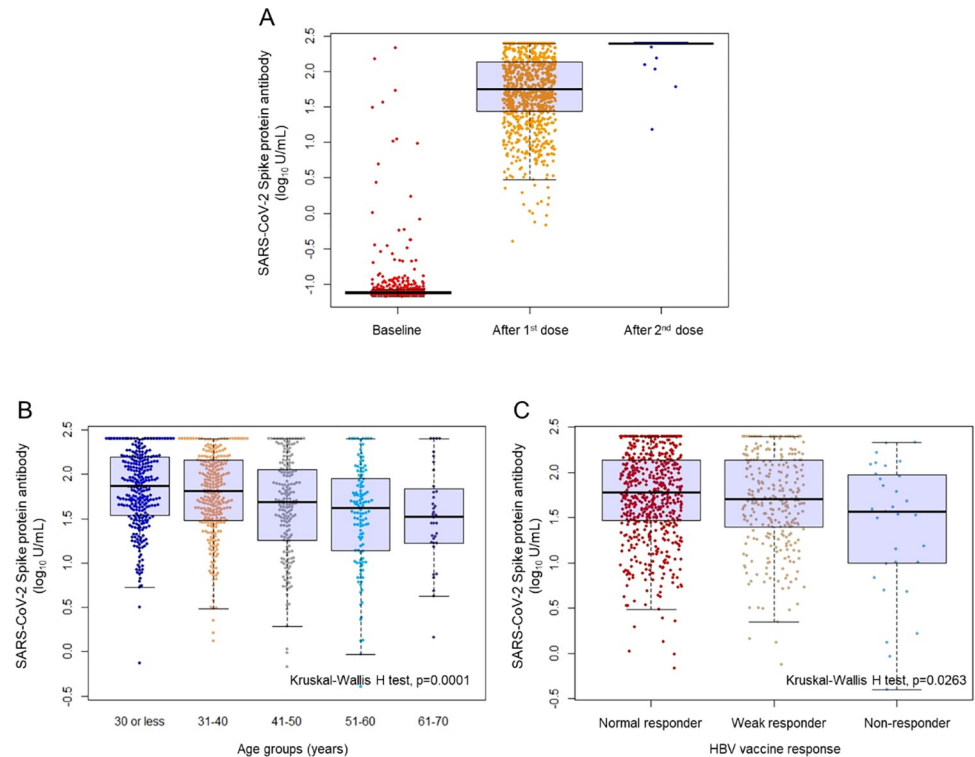 A
SARS-CoV-2 Spike protein antibody
(log10 U/mL)
2.5
2.0
1.5
1.0
0.5
0.0
-0.5
-1.0
Baseline
After 1st dose
After 2nd dose
B
SARS-CoV-2 Spike protein antibody
(log10 U/mL)
2.5
2.0
1.5
1.0
0.5
0.0
-0.5
Kruskal-Wallis H test, p=0.0001
30 or less
31-40
41-50
51-60
61-70
Age groups (years)
C
SARS-CoV-2 Spike protein antibody
(log10 U/mL)
2.5
2.0
1.5
1.0
0.5
0.0
-0.5
Kruskal-Wallis H test, p=0.0263
Normal responder
Weak responder
Non-responder
HBV vaccine response